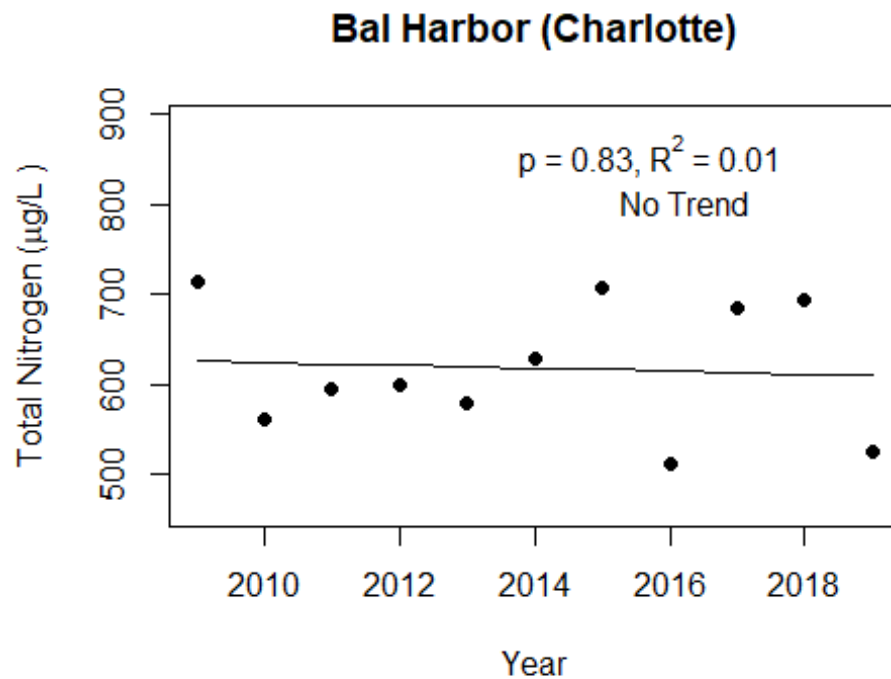 Bal Harbor (Charlotte)
p = 0.83, R² = 0.01
No Trend
Total Nitrogen (µg/L )
900
800
700
600
500
2010
2012
2014
2016
2018
Year